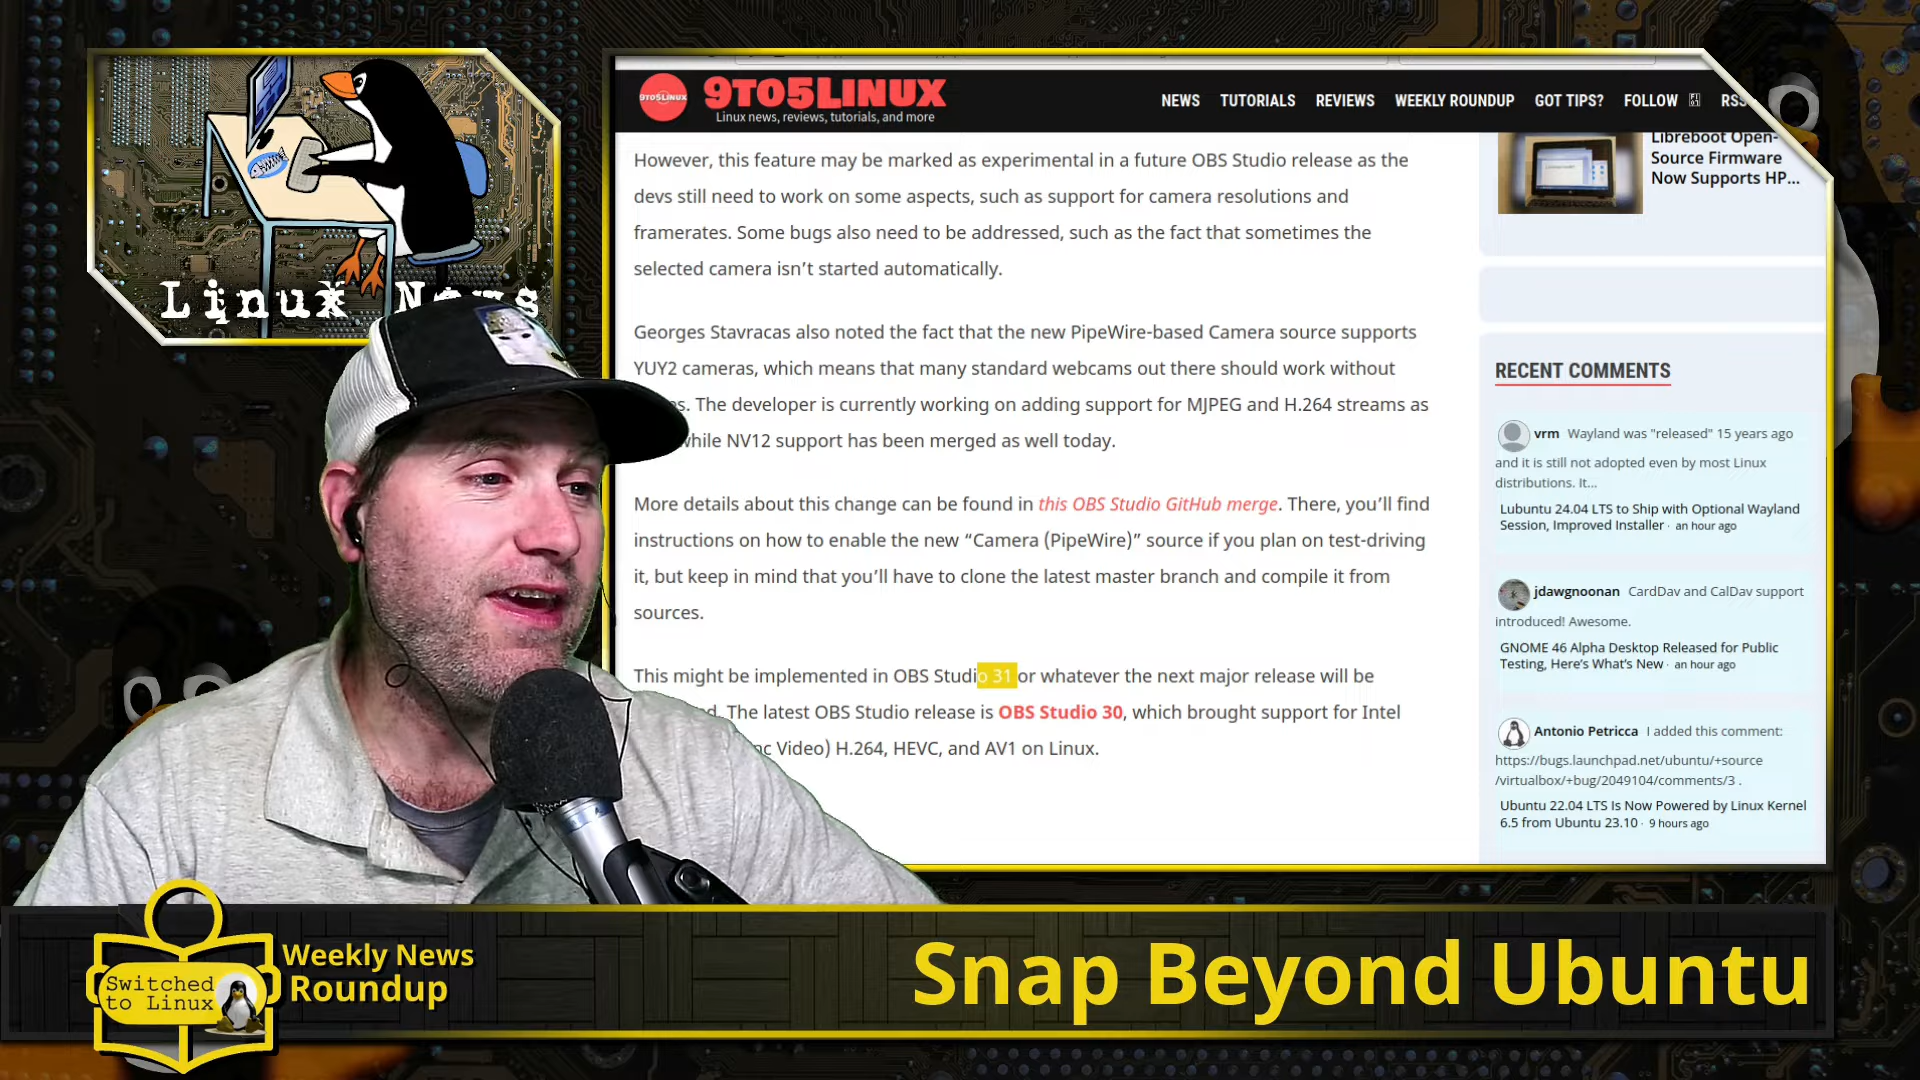 Linux News
9TO5LINUX
9TO5LINUX
Linux news, reviews, tutorials, and more
NEWS TUTORIALS REVIEWS WEEKLY ROUNDUP GOT TIPS? FOLLOW RSS
However, this feature may be marked as experimental in a future OBS Studio release as the
devs still need to work on some aspects, such as support for camera resolutions and
framerates. Some bugs also need to be addressed, such as the fact that sometimes the
selected camera isn’t started automatically.
Georges Stavracas also noted the fact that the new PipeWire-based Camera source supports
YUY2 cameras, which means that many standard webcams out there should work without
The developer is currently working on adding support for MJPEG and H.264 streams as
while NV12 support has been merged as well today.
More details about this change can be found in this OBS Studio GitHub merge. There, you’ll find
instructions on how to enable the new “Camera (PipeWire)” source if you plan on test-driving
it, but keep in mind that you’ll have to clone the latest master branch and compile it from
sources.
This might be implemented in OBS Studio 31 or whatever the next major release will be
The latest OBS Studio release is OBS Studio 30, which brought support for Intel
Video) H.264, HEVC, and AV1 on Linux.
Libreboot Open-
Source Firmware
Now Supports HP...
RECENT COMMENTS
vrm Wayland was "released" 15 years ago
and it is still not adopted even by most Linux
distributions. It...
Lubuntu 24.04 LTS to Ship with Optional Wayland
Session, Improved Installer · an hour ago
jdawgnoonan CardDav and CalDav support
introduced! Awesome.
GNOME 46 Alpha Desktop Released for Public
Testing, Here’s What’s New · an hour ago
Antonio Petricca I added this comment:
https://bugs.launchpad.net/ubuntu/+source
/virtualbox/+bug/2049104/comments/3 .
Ubuntu 22.04 LTS Is Now Powered by Linux Kernel
6.5 from Ubuntu 23.10 · 9 hours ago
Switched
to Linux
Weekly News
Roundup
Snap Beyond Ubuntu